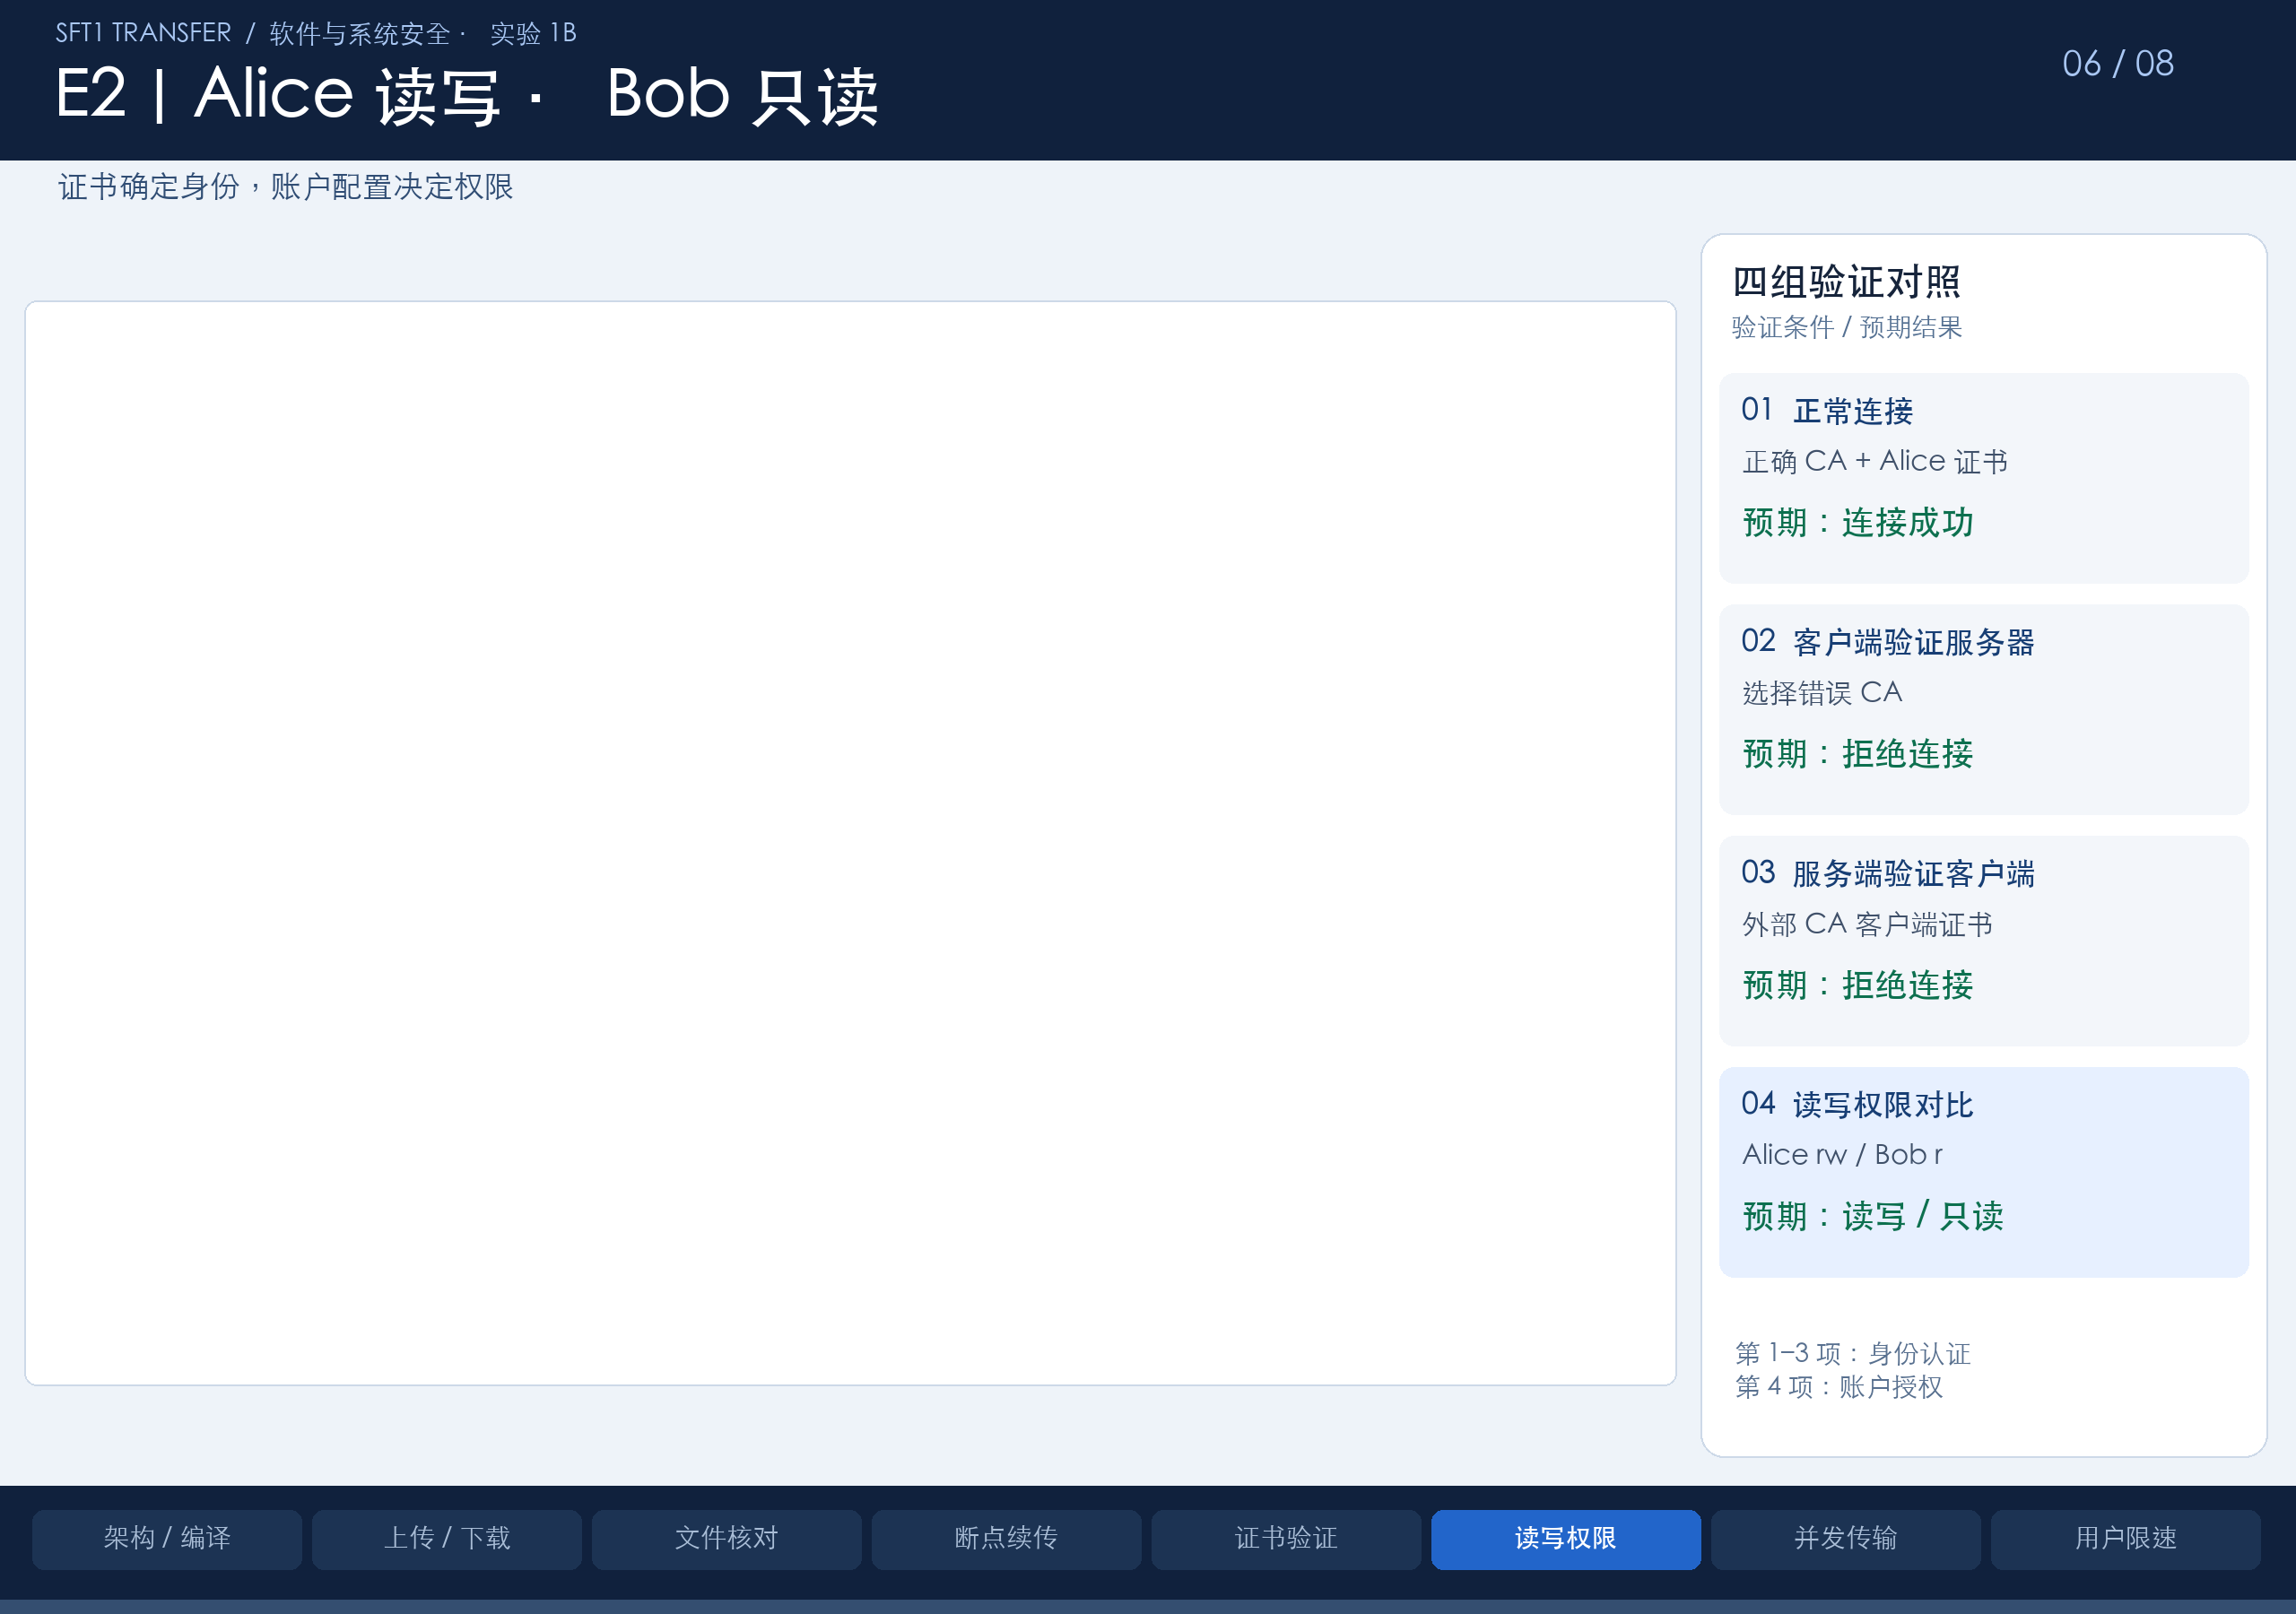 SFT1 TRANSFER / 软件与系统安全 · 实验 1B
E2 | Alice 读写 · Bob 只读
06 / 08
证书确定身份，账户配置决定权限
四组验证对照
验证条件 / 预期结果
01 正常连接
正确 CA + Alice 证书
预期：连接成功
02 客户端验证服务器
选择错误 CA
预期：拒绝连接
03 服务端验证客户端
外部 CA 客户端证书
预期：拒绝连接
04 读写权限对比
Alice rw / Bob r
预期：读写 / 只读
第 1–3 项：身份认证
第 4 项：账户授权
架构 / 编译
上传 / 下载
文件核对
断点续传
证书验证
读写权限
并发传输
用户限速